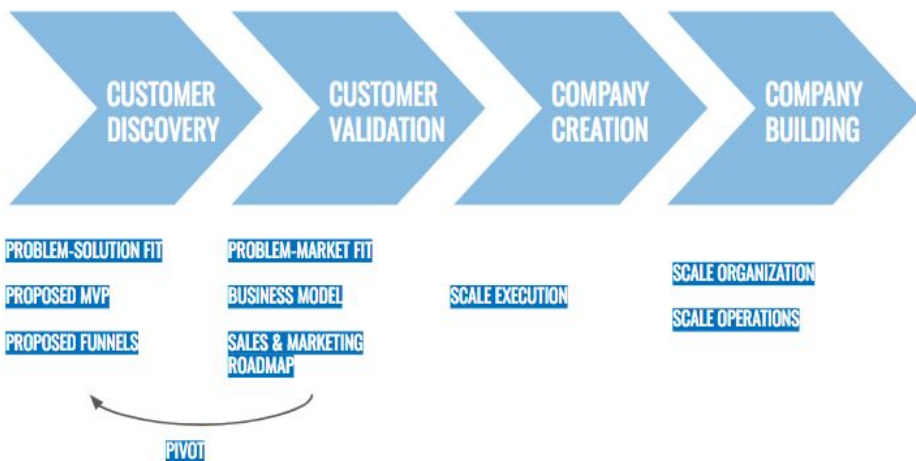 CUSTOMER
DISCOVERY
CUSTOMER
VALIDATION
COMPANY
CREATION
COMPANY
BUILDING
PROBLEM-SOLUTION FIT
PROPOSED MVP
PROPOSED FUNNELS
PROBLEM-MARKET FIT
BUSINESS MODEL
SALES & MARKETING
ROADMAP
SCALE EXECUTION
SCALE ORGANIZATION
SCALE OPERATIONS
PIVOT